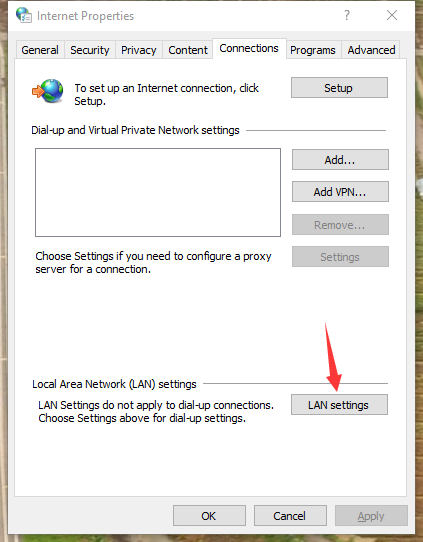 Internet Properties
General Security Privacy Content Connections Programs Advanced
To set up an Internet connection, click
Setup.
Setup
Dial-up and Virtual Private Network settings
Add...
Add VPN...
Remove...
Choose Settings if you need to configure a proxy
server for a connection.
Settings
Local Area Network (LAN) settings
LAN Settings do not apply to dial-up connections.
Choose Settings above for dial-up settings.
LAN settings
OK Cancel Apply